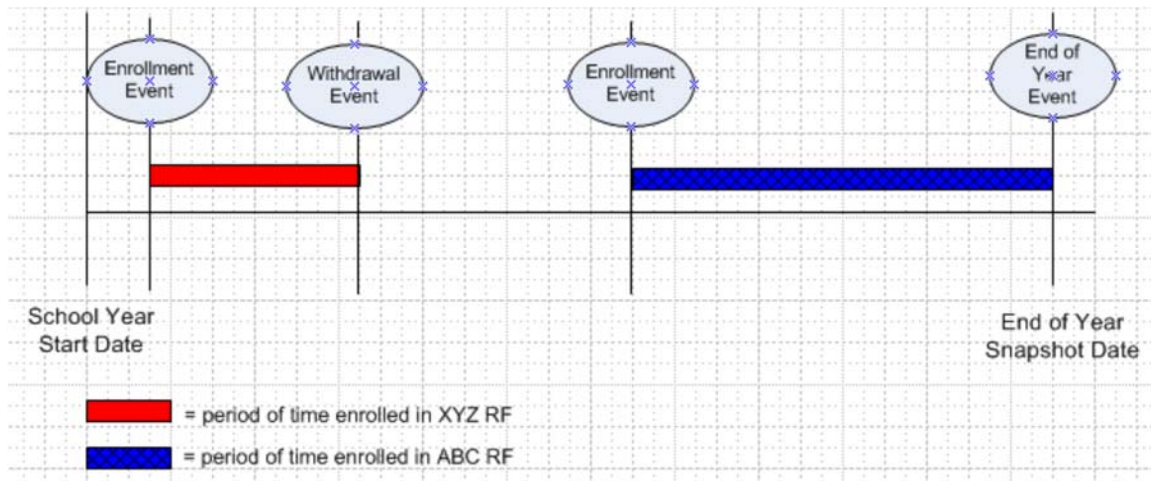 Enrollment
Event
Withdrawal
Event
Enrollment
Event
End of
Year
Event
School Year
Start Date
End of Year
Snapshot Date
= period of time enrolled in XYZ RF
= period of time enrolled in ABC RF